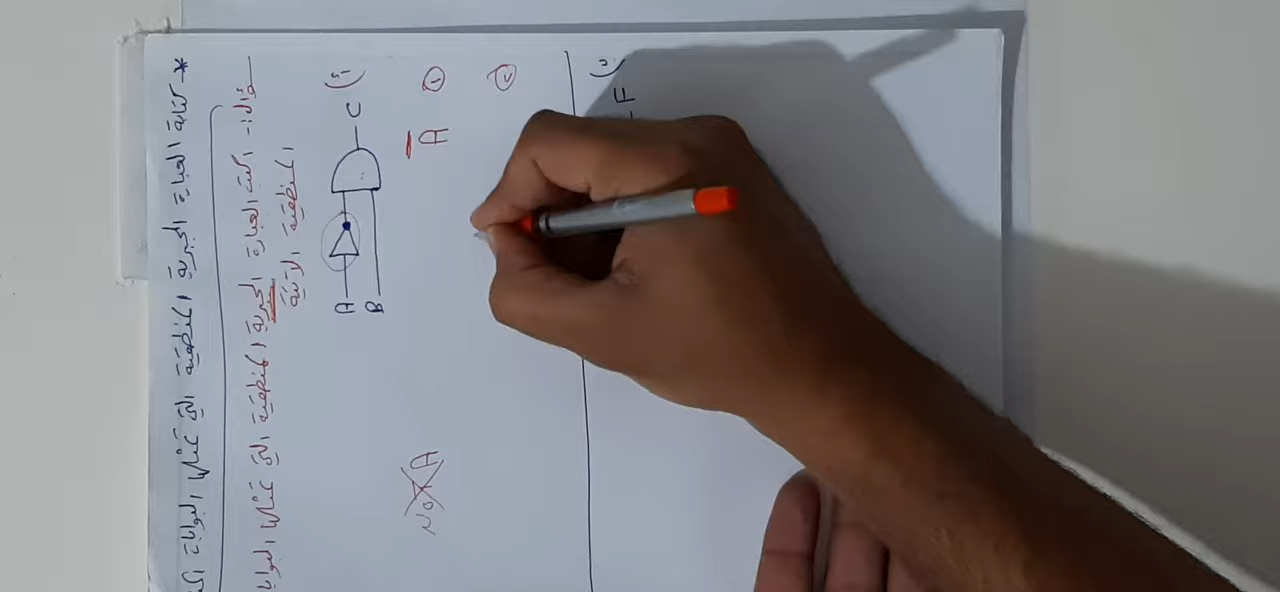 * كتابة العبارة الجبرية المنطقية التي تمثلها البوابات
سؤال: اكتب العبارة الجبرية المنطقية التي تمثلها البوابات
المنطقية الآتية
أ)
A
B
C
① A̅
NOT A
②
F